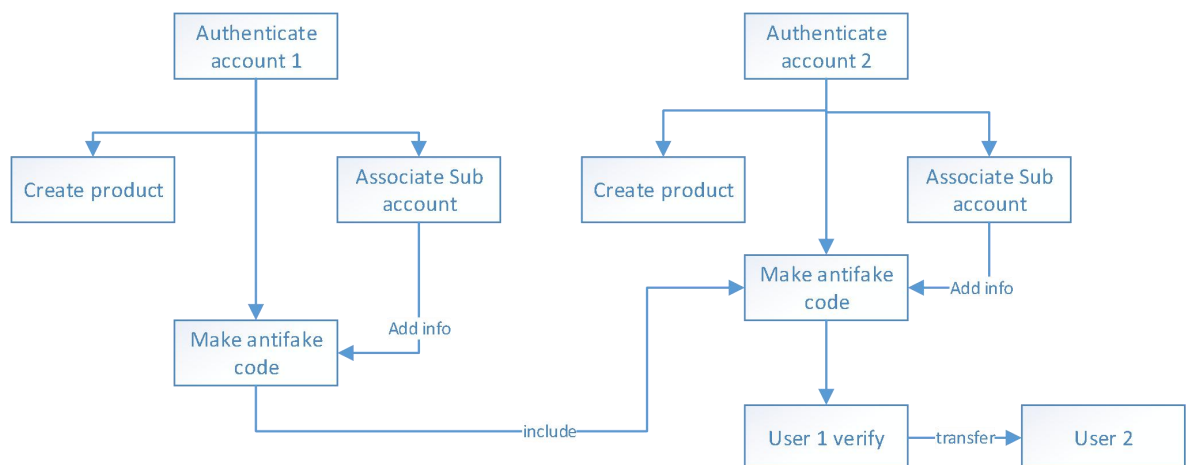 Authenticate
account 1
Authenticate
account 2
Create product
Associate Sub
account
Create product
Associate Sub
account
Make antifake
code
Add info
Add info
Make antifake
code
include
User 1 verify
transfer
User 2